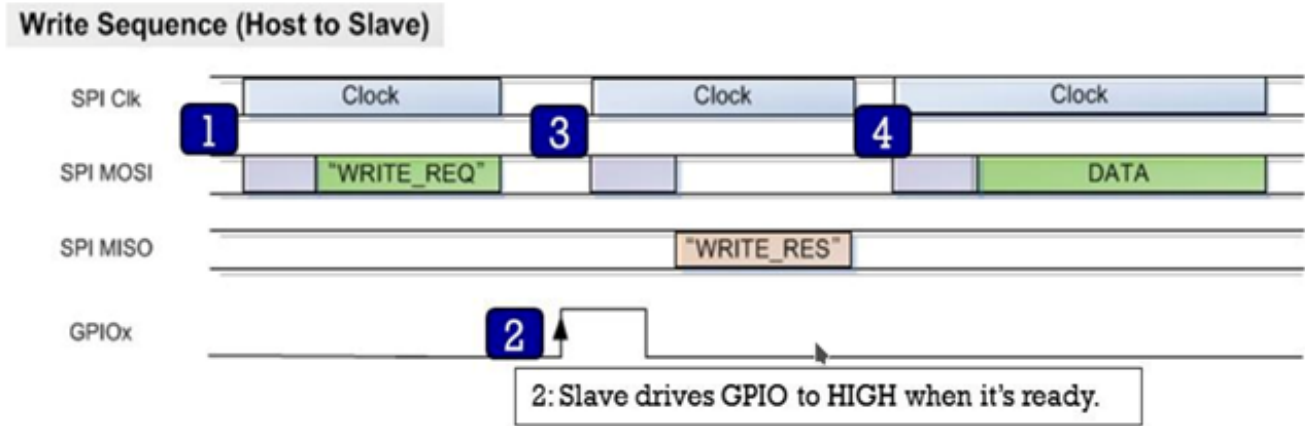 Write Sequence (Host to Slave)
SPI Clk
Clock
Clock
Clock
1
3
4
SPI MOSI
"WRITE_REQ"
DATA
SPI MISO
"WRITE_RES"
GPIOx
2
2: Slave drives GPIO to HIGH when it's ready.